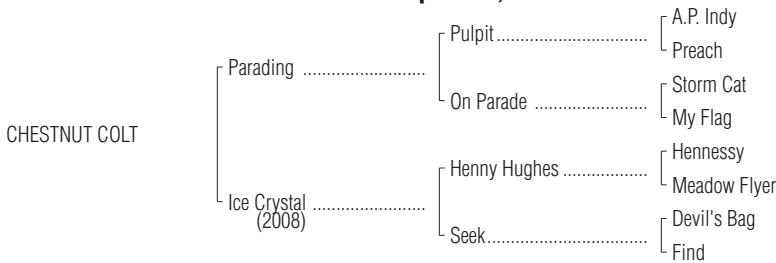 Pulpit
A.P. Indy
Preach
Parading
On Parade
Storm Cat
My Flag
CHESTNUT COLT
Henny Hughes
Hennessy
Meadow Flyer
Ice Crystal
(2008)
Seek
Devil's Bag
Find